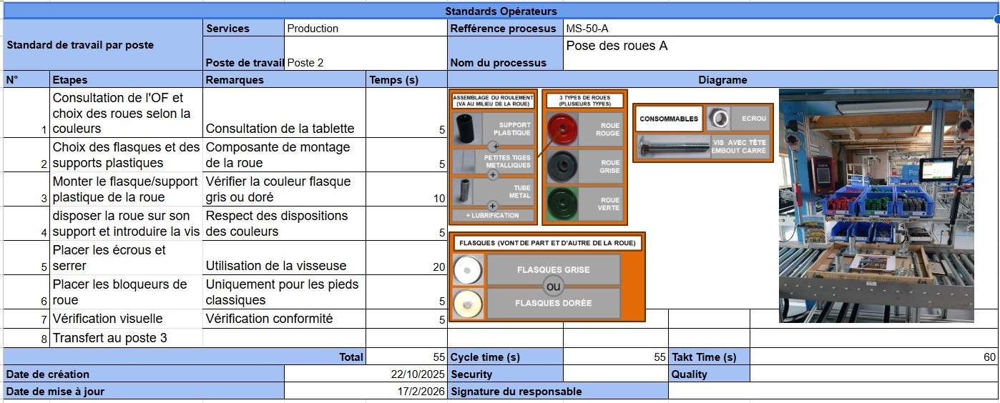 Standards Opérateurs
Standard de travail par poste
Services
Production
Refférence procesus
MS-50-A
Poste de travail
Poste 2
Nom du processus
Pose des roues A
N°
Etapes
Remarques
Temps (s)
Diagrame
1
Consultation de l'OF et
choix des roues selon la
couleurs
Consultation de la tablette
5
2
Choix des flasques et des
supports plastiques
Composante de montage
de la roue
5
3
Monter le flasque/support
plastique de la roue
Vérifier la couleur flasque
gris ou doré
10
4
disposer la roue sur son
support et introduire la vis
Respect des dispositions
des couleurs
5
5
Placer les écrous et
serrer
Utilisation de la visseuse
20
6
Placer les bloqueurs de
roue
Uniquement pour les pieds
classiques
5
7
Vérification visuelle
Vérification conformité
5
8
Transfert au poste 3
ASSEMBLAGE DU ROULEMENT
(VA AU MILIEU DE LA ROUE)
SUPPORT
PLASTIQUE
+
PETITES TIGES
METALLIQUES
+
TUBE
METAL
+
+ LUBRIFICATION
3 TYPES DE ROUES
(PLUSIEURS TYPES)
ROUE
ROUGE
ROUE
GRISE
ROUE
VERTE
CONSOMMABLES
ECROU
VIS AVEC TÊTE
EMBOUT CARRÉ
FLASQUES (VONT DE PART ET D'AUTRE DE LA ROUE)
FLASQUES GRISE
ou
FLASQUES DORÉE
Pos
Total
55
Cycle time (s)
55
Takt Time (s)
60
Date de création
22/10/2025
Security
Quality
Date de mise à jour
17/2/2026
Signature du responsable